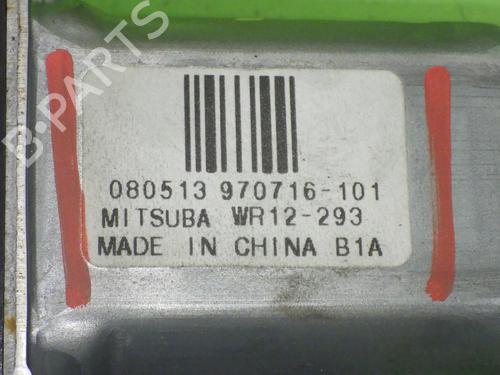 B-PARTS
080513 970716-101
MITSUBA WR12-293
MADE IN CHINA B1A